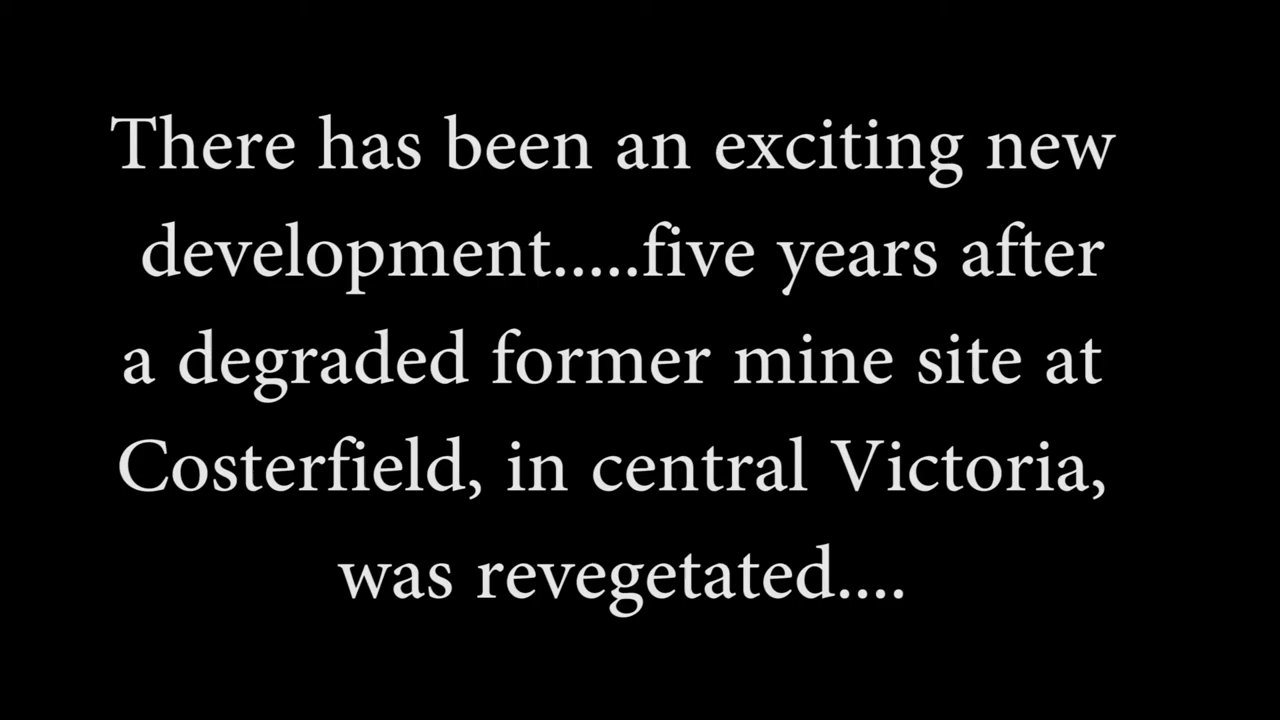 There has been an exciting new
development.....five years after
a degraded former mine site at
Costerfield, in central Victoria,
was revegetated....